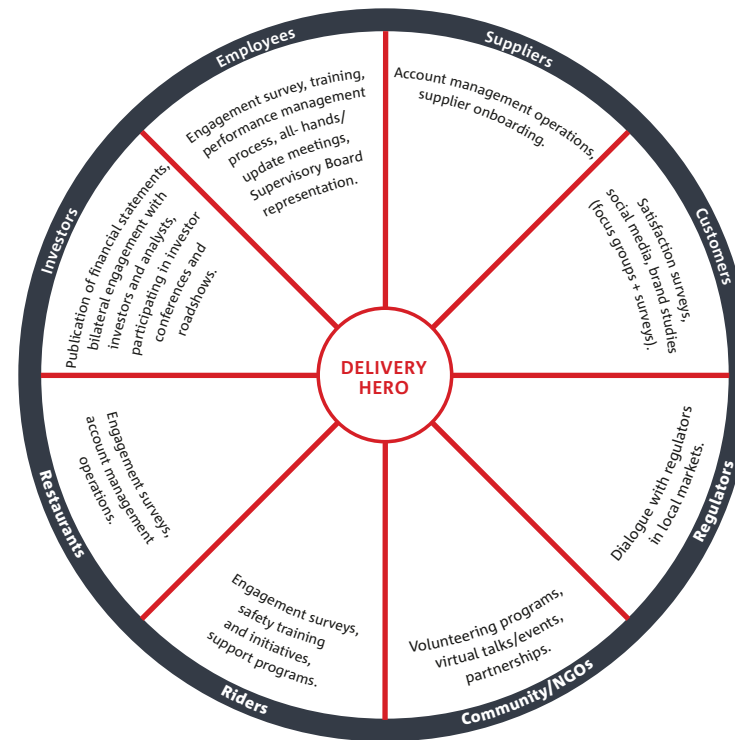 Employees
Engagement survey, training,
performance management
process, all- hands/
update meetings,
Supervisory Board
representation.
Suppliers
Account management operations,
supplier onboarding.
Customers
Satisfaction surveys,
social media, brand studies
(focus groups + surveys).
Regulators
Dialogue with regulators
in local markets.
Community/NGOs
Volunteering programs,
virtual talks/events,
partnerships.
Riders
Engagement surveys,
safety training
and initiatives,
support programs.
Restaurants
Engagement surveys,
account management
operations.
Investors
Publication of financial statements,
bilateral engagement with
investors and analysts,
participating in investor
conferences and
roadshows.
DELIVERY
HERO